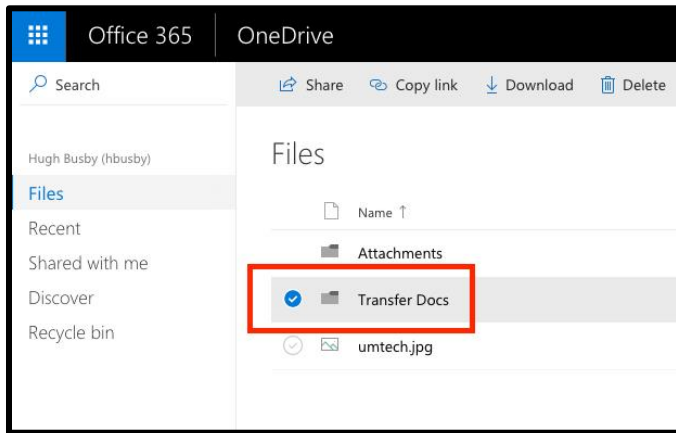 Office 365 OneDrive
Search Share Copy link Download Delete
Hugh Busby (hbusby)
Files
Recent
Shared with me
Discover
Recycle bin
Files
Name ↑
Attachments
Transfer Docs
umtech.jpg